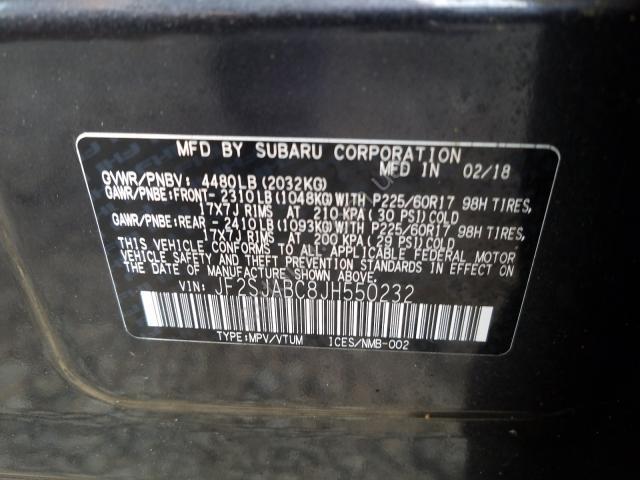 MFD BY SUBARU CORPORATION
MFD IN 02/18
GVWR/PNBV: 4480LB (2032KG)
GAWR/PNBE:FRONT- 2310LB (1048KG) WITH P225/60R17 98H TIRES,
17X7J RIMS AT 210 KPA ( 30 PSI) COLD
GAWR/PNBE:REAR - 2410LB (1093KG) WITH P225/60R17 98H TIRES,
17X7J RIMS AT 200 KPA ( 29 PSI) COLD
THIS VEHICLE CONFORMS TO ALL APPLICABLE FEDERAL MOTOR
VEHICLE SAFETY AND THEFT PREVENTION STANDARDS IN EFFECT
ON THE DATE OF MANUFACTURE SHOWN ABOVE.
VIN: JF2SJABC8JH550232
TYPE:MPV/VTUM ICES/NMB-002